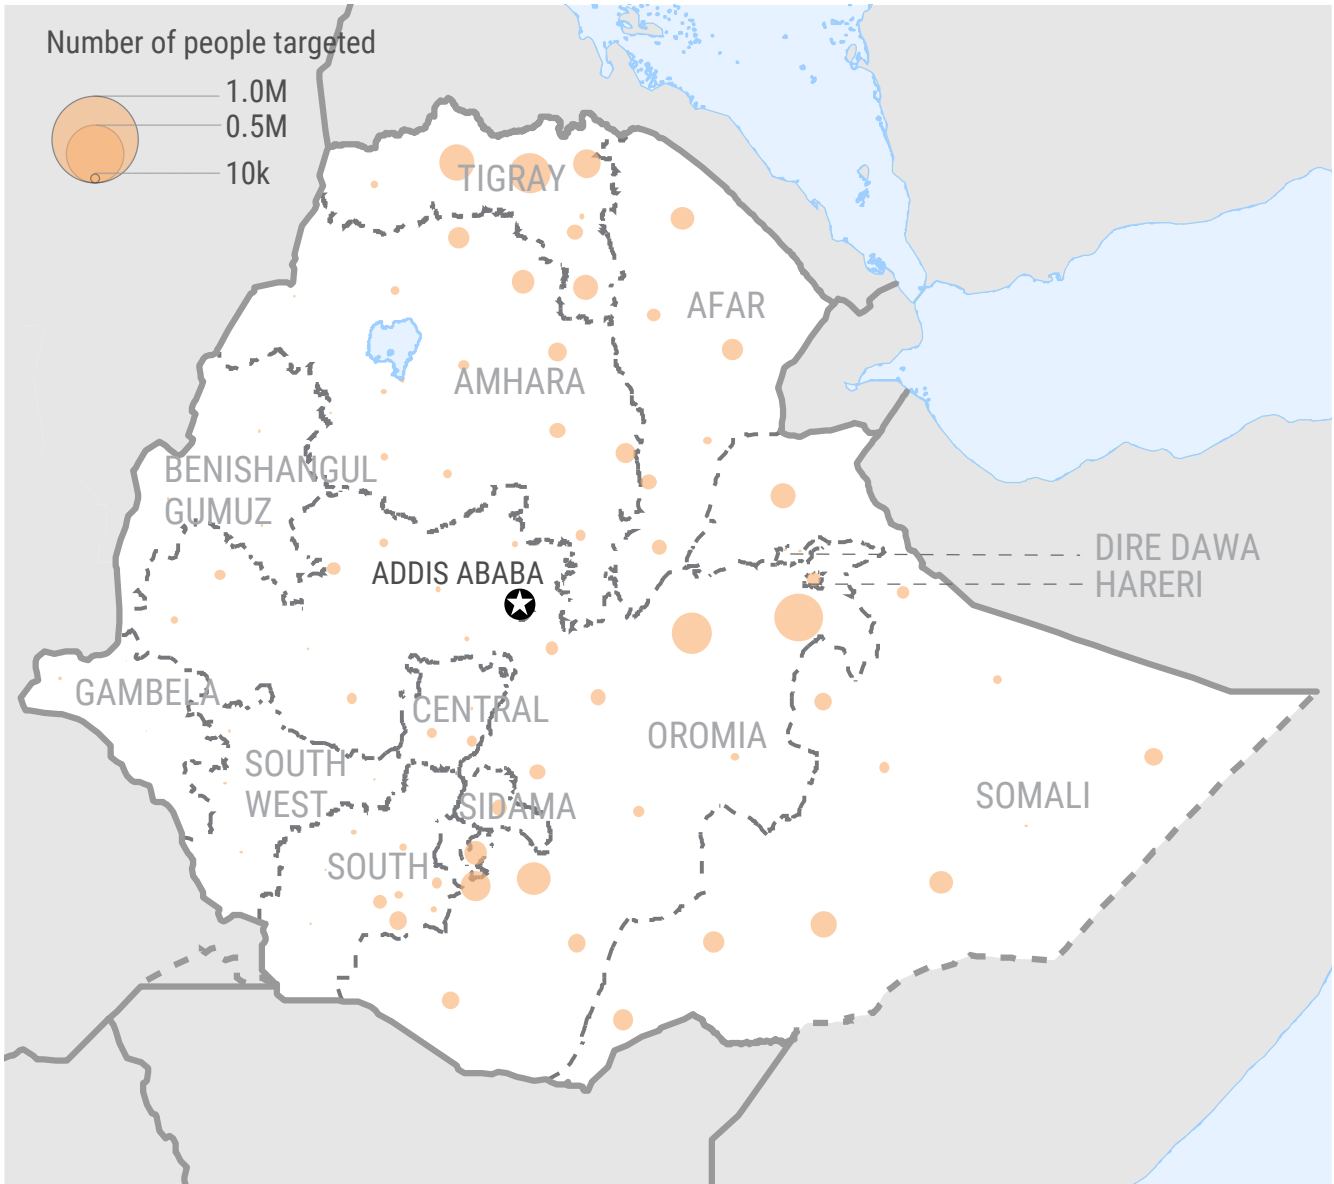 Number of people targeted
1.0M
0.5M
10k
TIGRAY
AFAR
AMHARA
BENISHANGUL
GUMUZ
DIRE DAWA
ADDIS ABABA
HARERI
GAMBELA
CENTRAL
OROMIA
SOUTH
WEST
SIDAMA
SOMALI
SOUTH